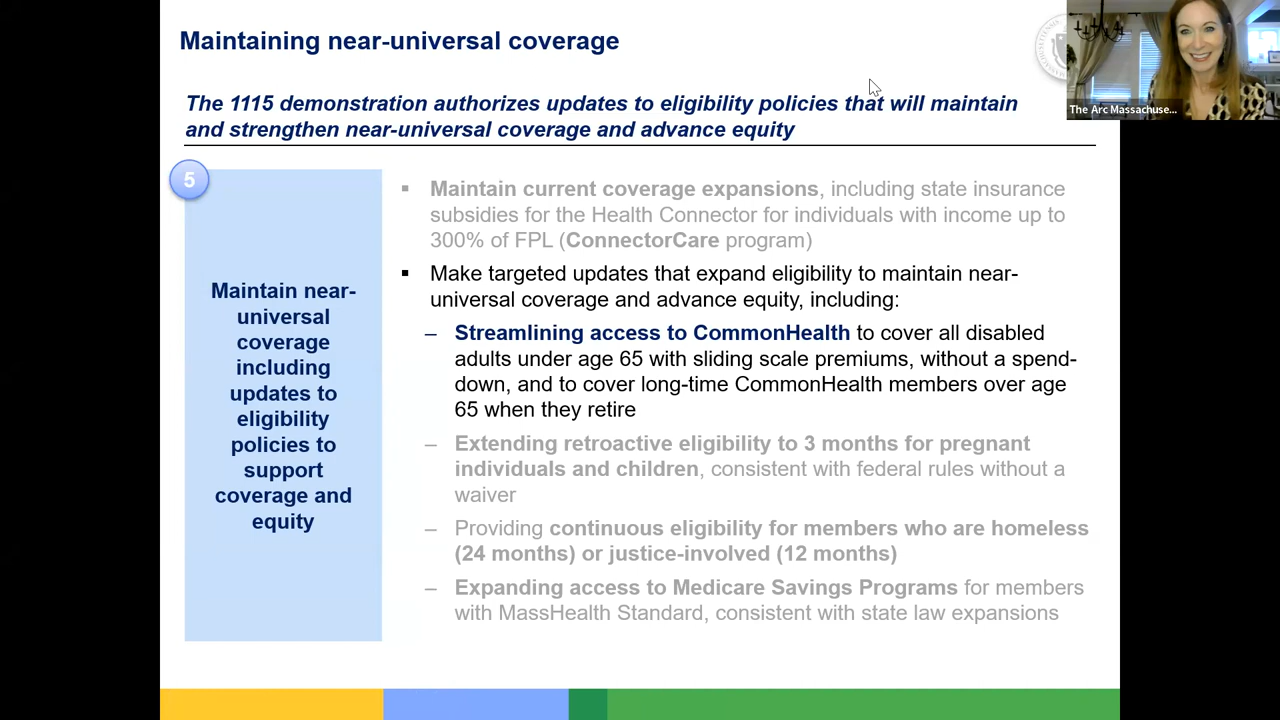 Maintaining near-universal coverage
The Arc Massachuse...
The 1115 demonstration authorizes updates to eligibility policies that will maintain
and strengthen near-universal coverage and advance equity
5
Maintain near-
universal
coverage
including
updates to
eligibility
policies to
support
coverage and
equity
▪ Maintain current coverage expansions, including state insurance
subsidies for the Health Connector for individuals with income up to
300% of FPL (ConnectorCare program)
▪ Make targeted updates that expand eligibility to maintain near-
universal coverage and advance equity, including:
– Streamlining access to CommonHealth to cover all disabled
adults under age 65 with sliding scale premiums, without a spend-
down, and to cover long-time CommonHealth members over age
65 when they retire
– Extending retroactive eligibility to 3 months for pregnant
individuals and children, consistent with federal rules without a
waiver
– Providing continuous eligibility for members who are homeless
(24 months) or justice-involved (12 months)
– Expanding access to Medicare Savings Programs for members
with MassHealth Standard, consistent with state law expansions